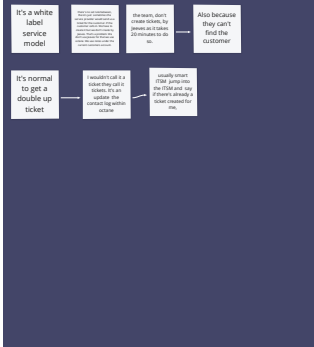 It's a white
label
service
model
the team, don't
create tickets, by
jeeves as it takes
20 minutes to do
so.
Also because
they can't
find the
customer
It's normal
to get a
double up
ticket
I wouldn't call it a
ticket they call it
tickets. It's an
update the
contact log within
octane
usually smart
ITSM jump into
the ITSM and say
if there's already a
ticket created for
me,